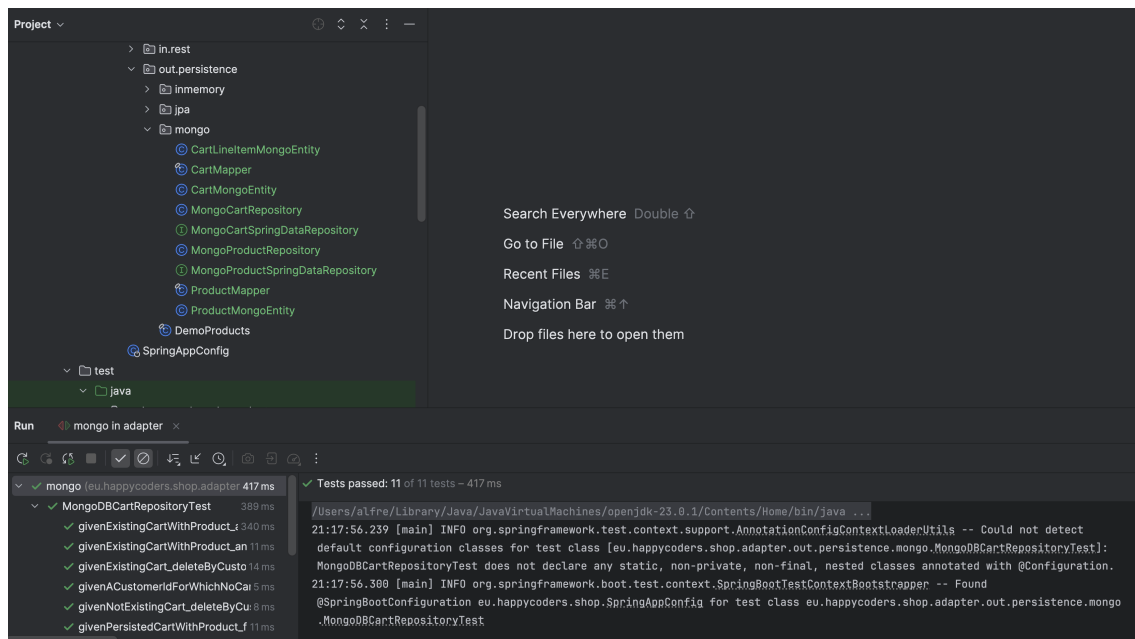 Project
in.rest
out.persistence
inmemory
jpa
mongo
CartLineItemMongoEntity
CartMapper
CartMongoEntity
MongoCartRepository
MongoCartSpringDataRepository
MongoProductRepository
MongoProductSpringDataRepository
ProductMapper
ProductMongoEntity
DemoProducts
SpringAppConfig
test
java
Search Everywhere Double ⇧
Go to File ⇧⌘O
Recent Files ⌘E
Navigation Bar ⌘↑
Drop files here to open them
Run mongo in adapter
mongo (eu.happycoders.shop.adapter 417 ms
MongoDBCartRepositoryTest 389 ms
givenExistingCartWithProduct_a 340 ms
givenExistingCartWithProduct_an 11 ms
givenExistingCart_deleteByCusto 14 ms
givenACustomerIdForWhichNoCar 5 ms
givenNotExistingCart_deleteByCu 8 ms
givenPersistedCartWithProduct_f 11 ms
Tests passed: 11 of 11 tests – 417 ms
/Users/alfre/Library/Java/JavaVirtualMachines/openjdk-23.0.1/Contents/Home/bin/java ...
21:17:56.239 [main] INFO org.springframework.test.context.support.AnnotationConfigContextLoaderUtils -- Could not detect
default configuration classes for test class [eu.happycoders.shop.adapter.out.persistence.mongo.MongoDBCartRepositoryTest]:
MongoDBCartRepositoryTest does not declare any static, non-private, non-final, nested classes annotated with @Configuration.
21:17:56.300 [main] INFO org.springframework.boot.test.context.SpringBootTestContextBootstrapper -- Found
@SpringBootConfiguration eu.happycoders.shop.SpringAppConfig for test class eu.happycoders.shop.adapter.out.persistence.mongo
.MongoDBCartRepositoryTest